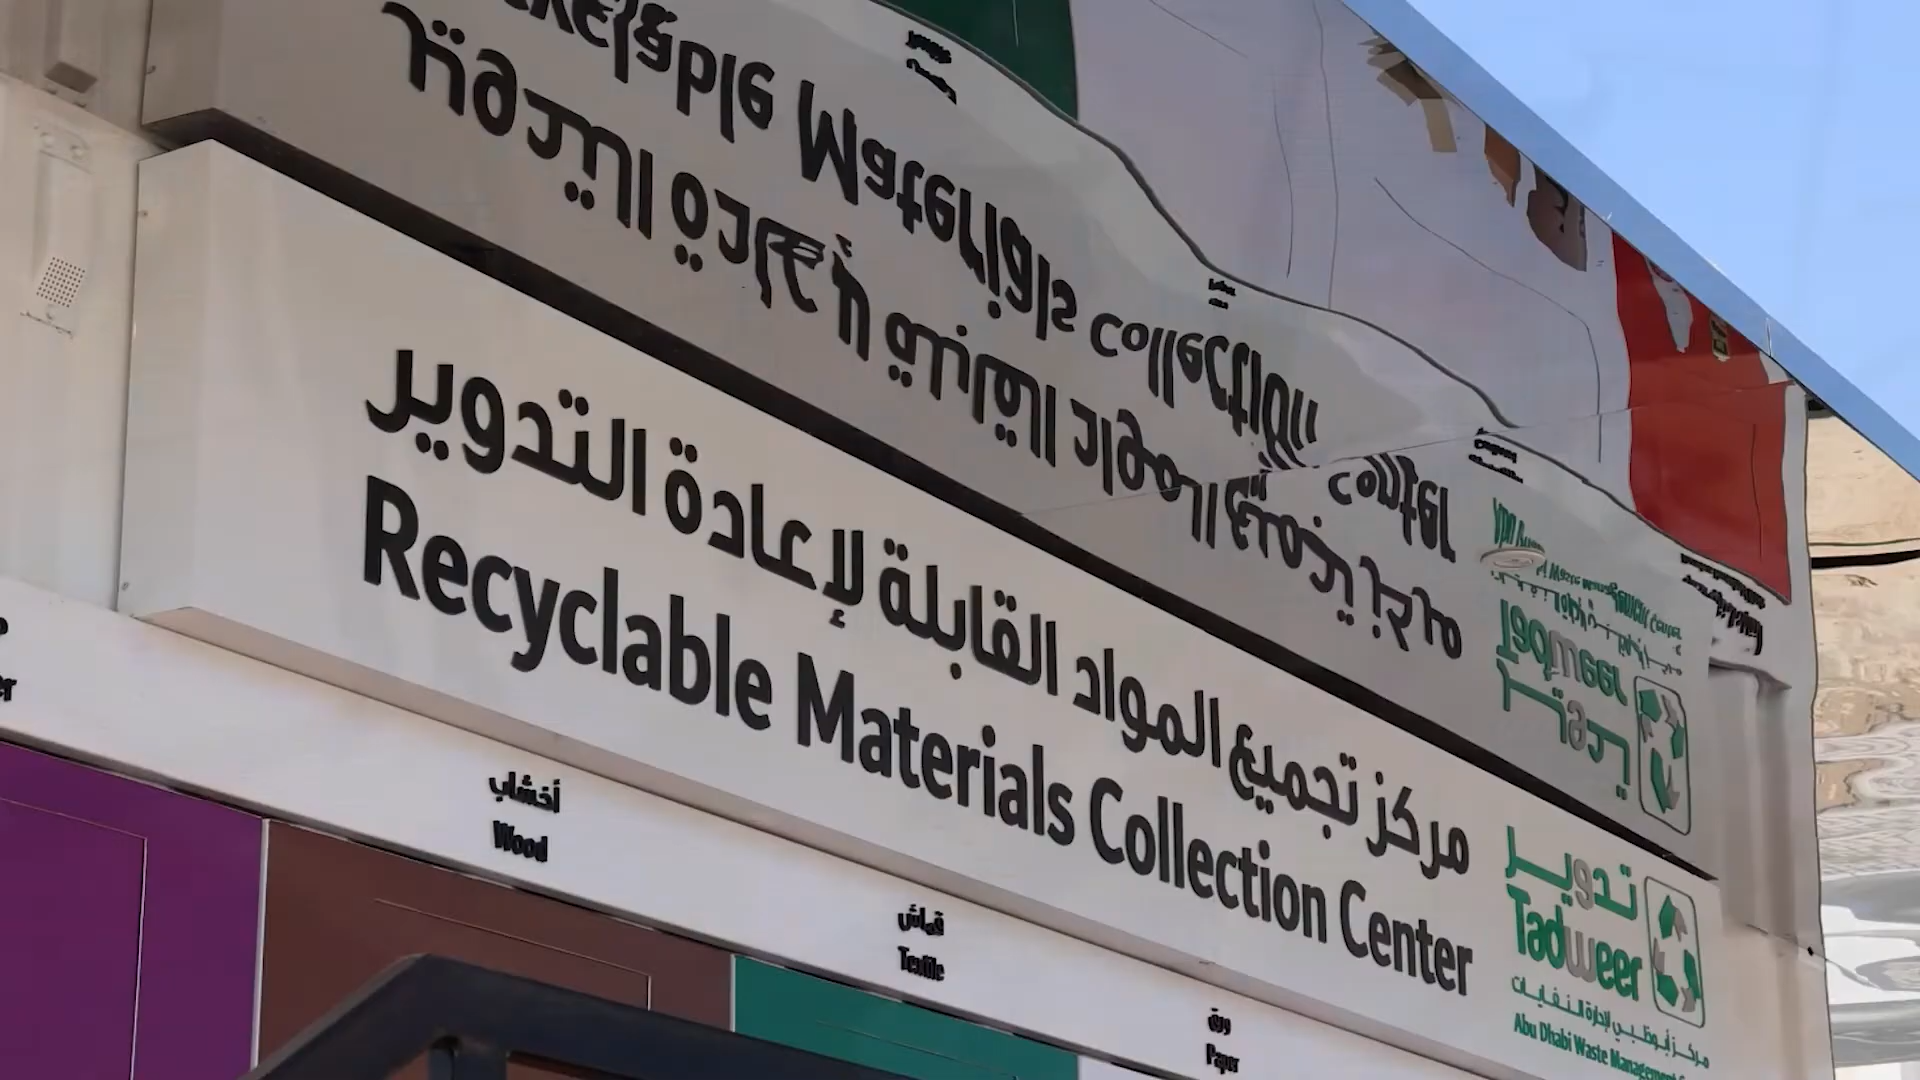 مركز تجميع المواد القابلة لإعادة التدوير
Recyclable Materials Collection Center
تدوير
Tadweer
مركز أبوظبي لإدارة النفايات
Abu Dhabi Waste Management
أخشاب
Wood
قماش
Textile
ورق
Paper